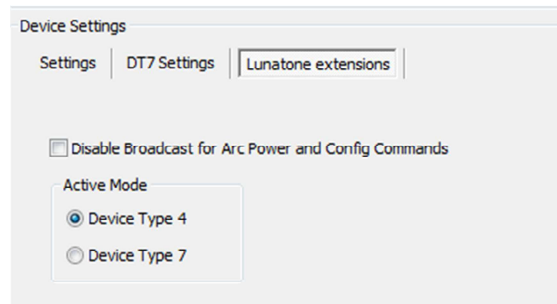 Device Settings
Settings DT7 Settings Lunatone extensions
Disable Broadcast for Arc Power and Config Commands
Active Mode
Device Type 4
Device Type 7